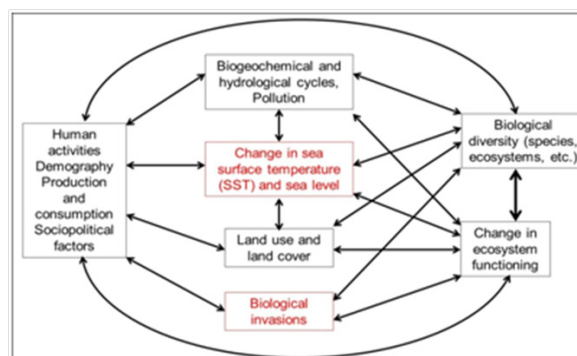 Biogeochemical and
hydrological cycles,
Pollution
Human
activities
Demography
Production
and
consumption
Sociopolitical
factors
Change in sea
surface temperature
(SST) and sea level
Land use and
land cover
Biological
invasions
Biological
diversity (species,
ecosystems, etc.)
Change in
ecosystem
functioning